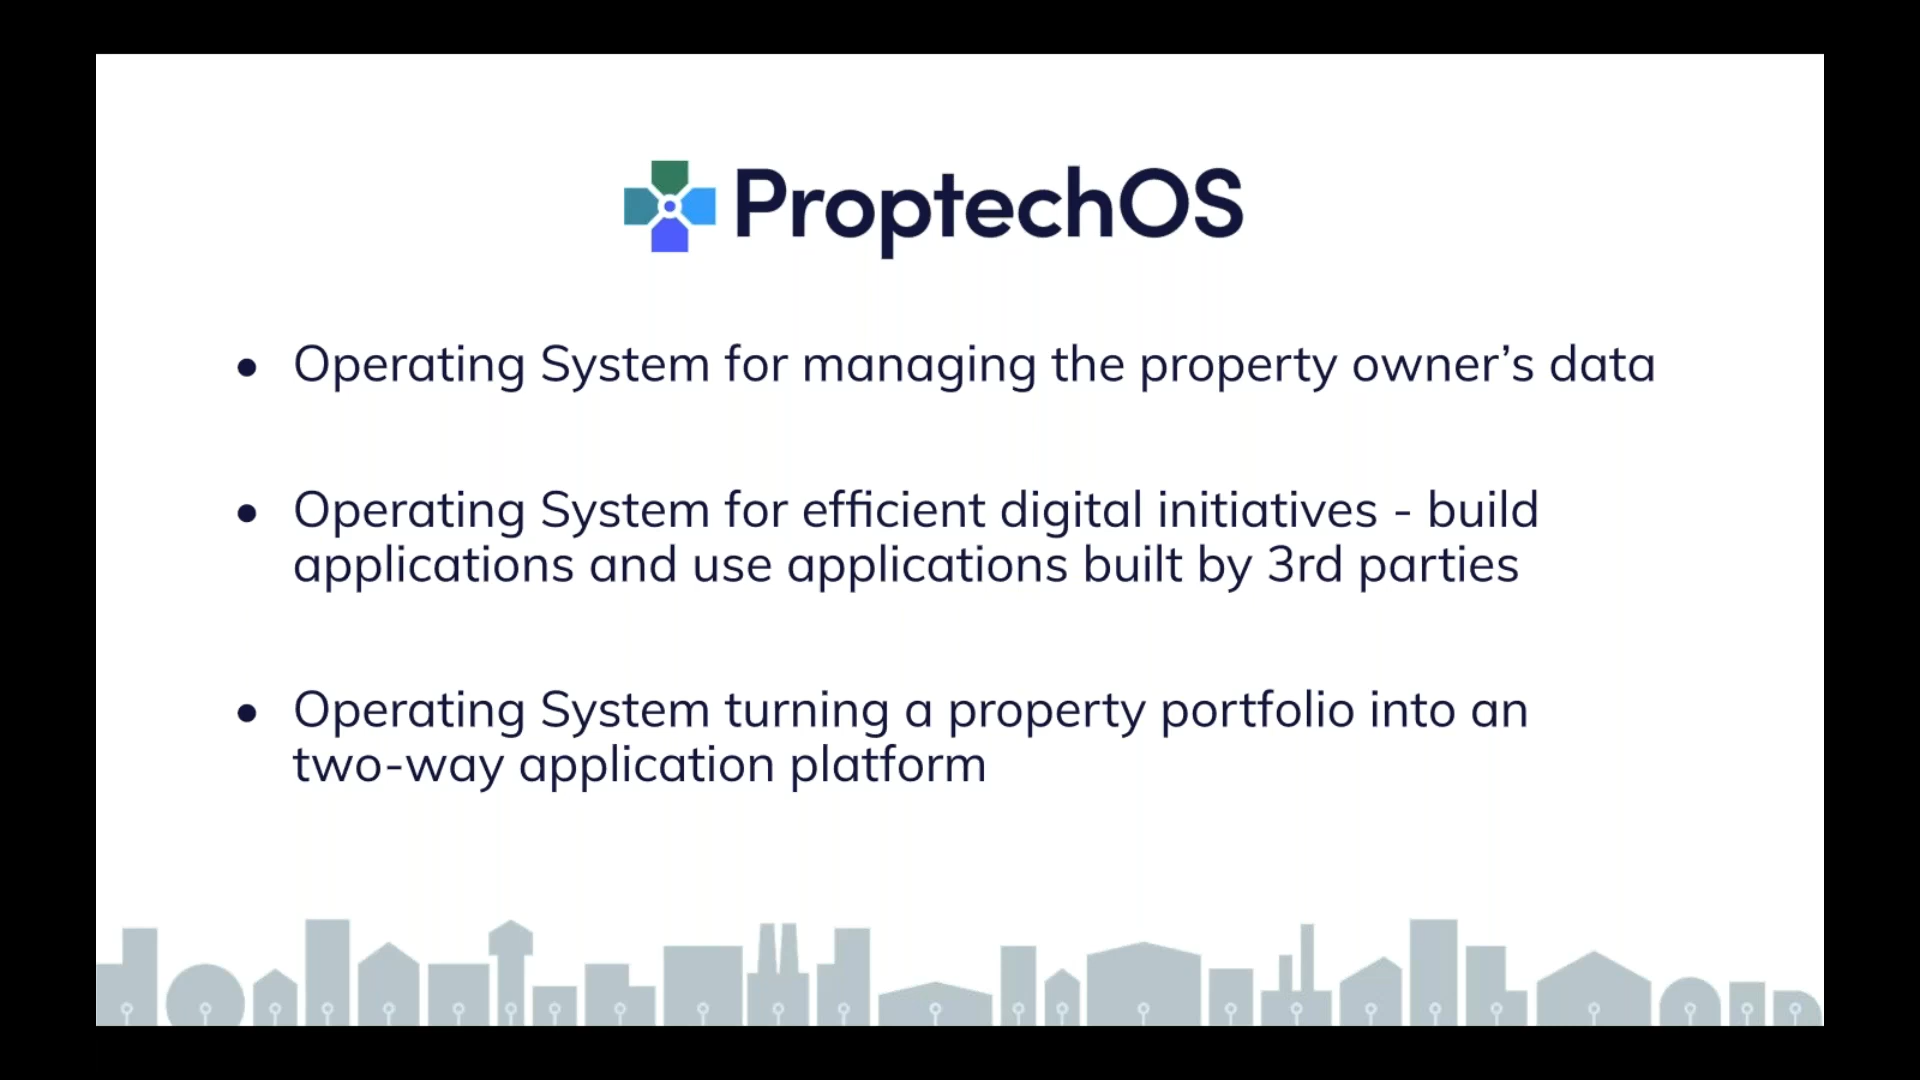 ProptechOS
• Operating System for managing the property owner’s data
• Operating System for efficient digital initiatives - build
applications and use applications built by 3rd parties
• Operating System turning a property portfolio into an
two-way application platform